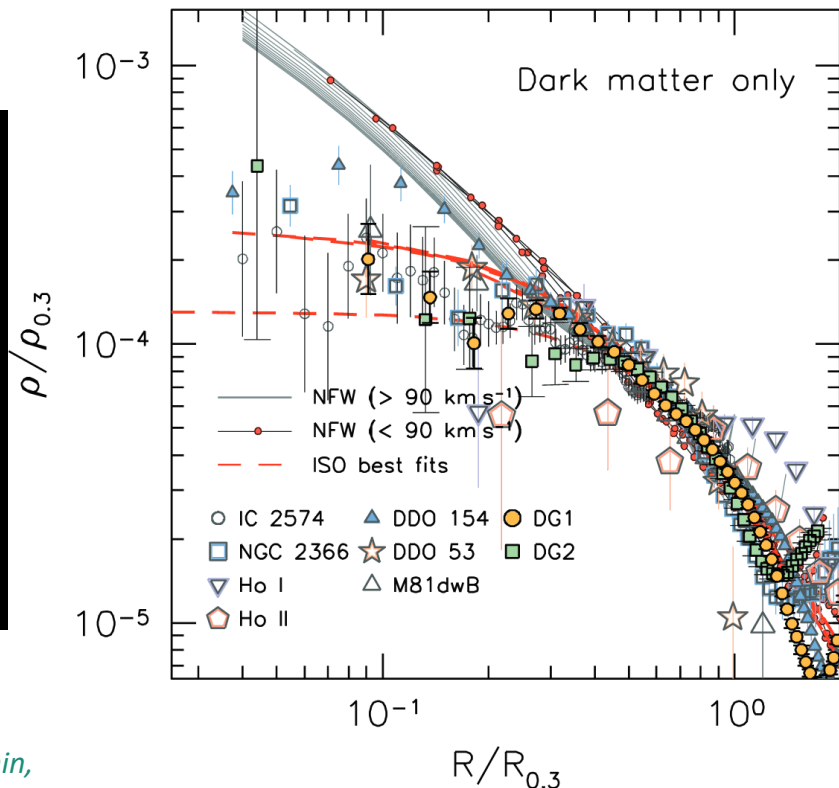 10⁻³
Dark matter only
10⁻⁴
ρ/ρ0.3
NFW (> 90 km s⁻¹)
NFW (< 90 km s⁻¹)
ISO best fits
IC 2574
DDO 154
DG1
NGC 2366
DDO 53
DG2
Ho I
M81dwB
Ho II
10⁻⁵
10⁻¹
10⁰
R/R0.3
in,